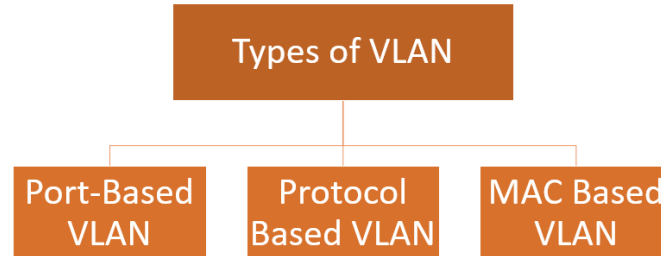 Types of VLAN
Port-Based
VLAN
Protocol
Based VLAN
MAC Based
VLAN